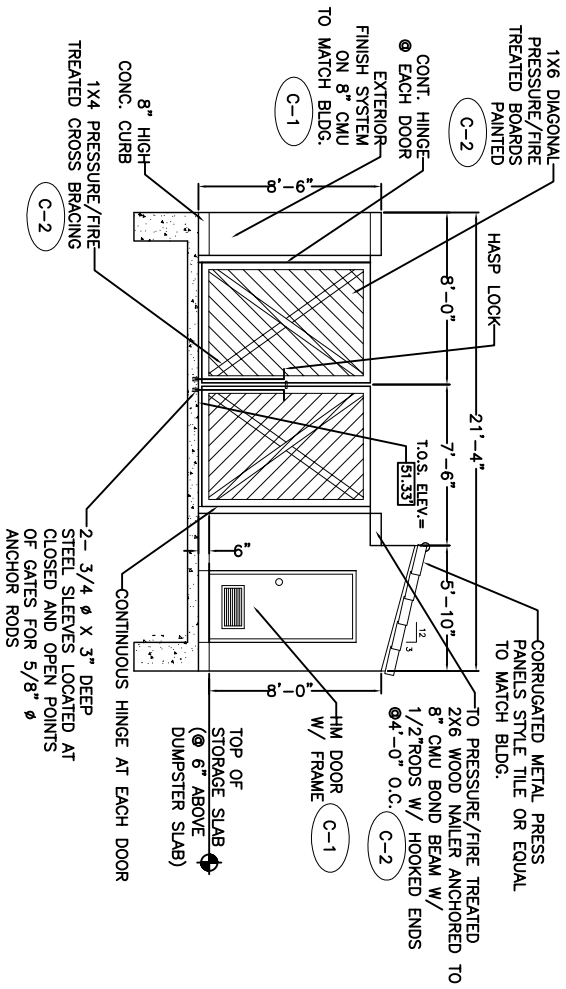 1X6 DIAGONAL
PRESSURE/FIRE
TREATED BOARDS
PAINTED
C-2
CONT. HINGE
@ EACH DOOR
EXTERIOR
FINISH SYSTEM
ON 8" CMU
TO MATCH BLDG.
C-1
8" HIGH
CONC. CURB
1X4 PRESSURE/FIRE
TREATED CROSS BRACING
C-2
HASP LOCK
21'-4"
8'-0"
7'-6"
5'-10"
8'-6"
T.O.S. ELEV.=
51.33'
12
3
6"
8'-0"
CORRUGATED METAL PRESS
PANELS STYLE TILE OR EQUAL
TO MATCH BLDG.
TO PRESSURE/FIRE TREATED
2X6 WOOD NAILER ANCHORED TO
8" CMU BOND BEAM W/
1/2"RODS W/ HOOKED ENDS
@4'-0" O.C.
C-2
HM DOOR
W/ FRAME
C-1
TOP OF
STORAGE SLAB
(@ 6" ABOVE
DUMPSTER SLAB)
CONTINUOUS HINGE AT EACH DOOR
2- 3/4 ø X 3" DEEP
STEEL SLEEVES LOCATED AT
CLOSED AND OPEN POINTS
OF GATES FOR 5/8" ø
ANCHOR RODS